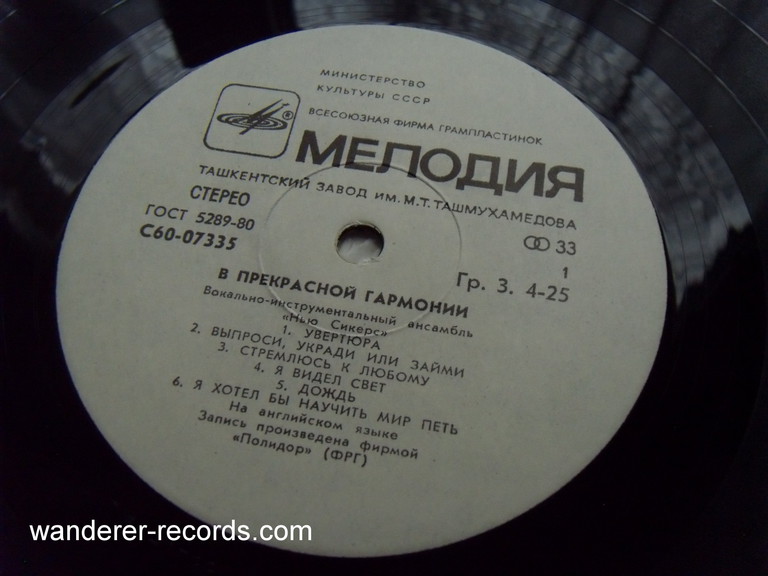 МИНИСТЕРСТВО
КУЛЬТУРЫ СССР
ВСЕСОЮЗНАЯ ФИРМА ГРАМПЛАСТИНОК
®
МЕЛОДИЯ
ТАШКЕНТСКИЙ ЗАВОД ИМ. М.Т. ТАШМУХАМЕДОВА
СТЕРЕО
ГОСТ 5289-80
С60-07335
33
1
Гр. 3. 4-25
В ПРЕКРАСНОЙ ГАРМОНИИ
Вокально-инструментальный ансамбль
«Нью Сикерс»
1. УВЕРТЮРА
2. ВЫПРОСИ, УКРАДИ ИЛИ ЗАЙМИ
3. СТРЕМЛЮСЬ К ЛЮБОМУ
4. Я ВИДЕЛ СВЕТ
5. ДОЖДЬ
6. Я ХОТЕЛ БЫ НАУЧИТЬ МИР ПЕТЬ
На английском языке
Запись произведена фирмой
«Полидор» (ФРГ)
wanderer-records.com